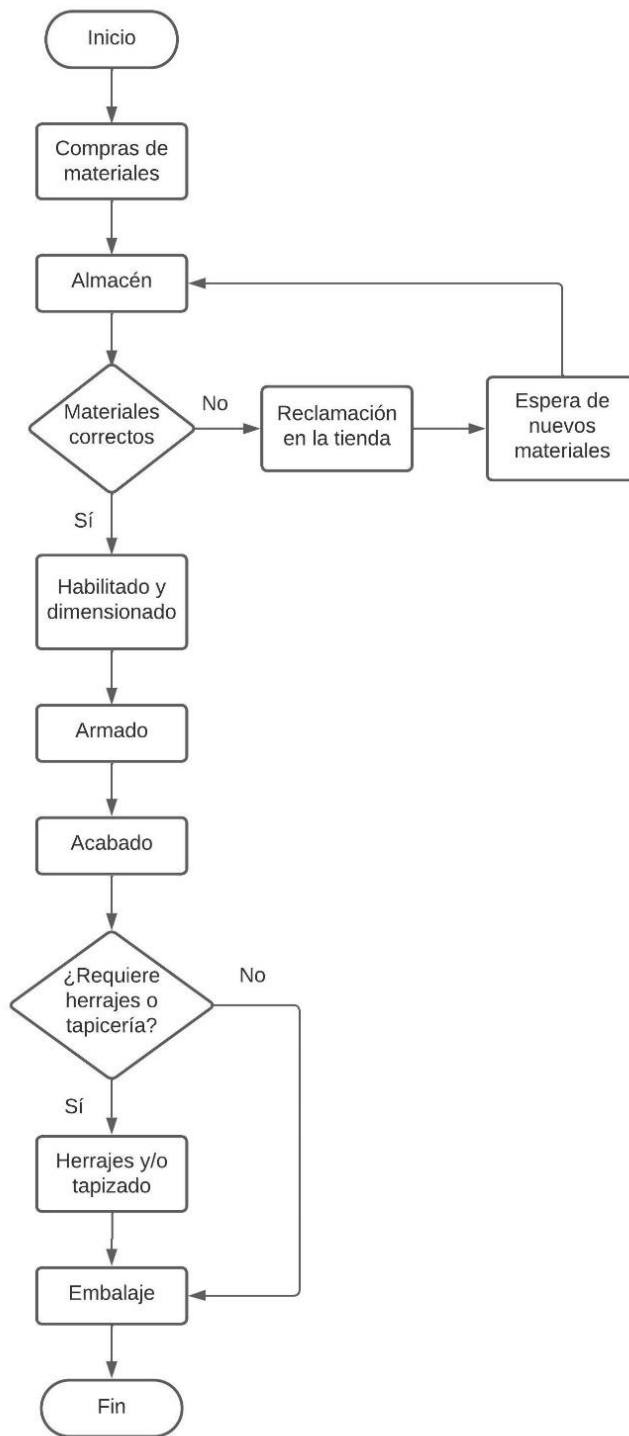 Inicio
Compras de
materiales
Almacén
Materiales
correctos
No
Reclamación
en la tienda
Espera de
nuevos
materiales
Sí
Habilitado y
dimensionado
Armado
Acabado
¿Requiere
herrajes o
tapicería?
No
Sí
Herrajes y/o
tapizado
Embalaje
Fin